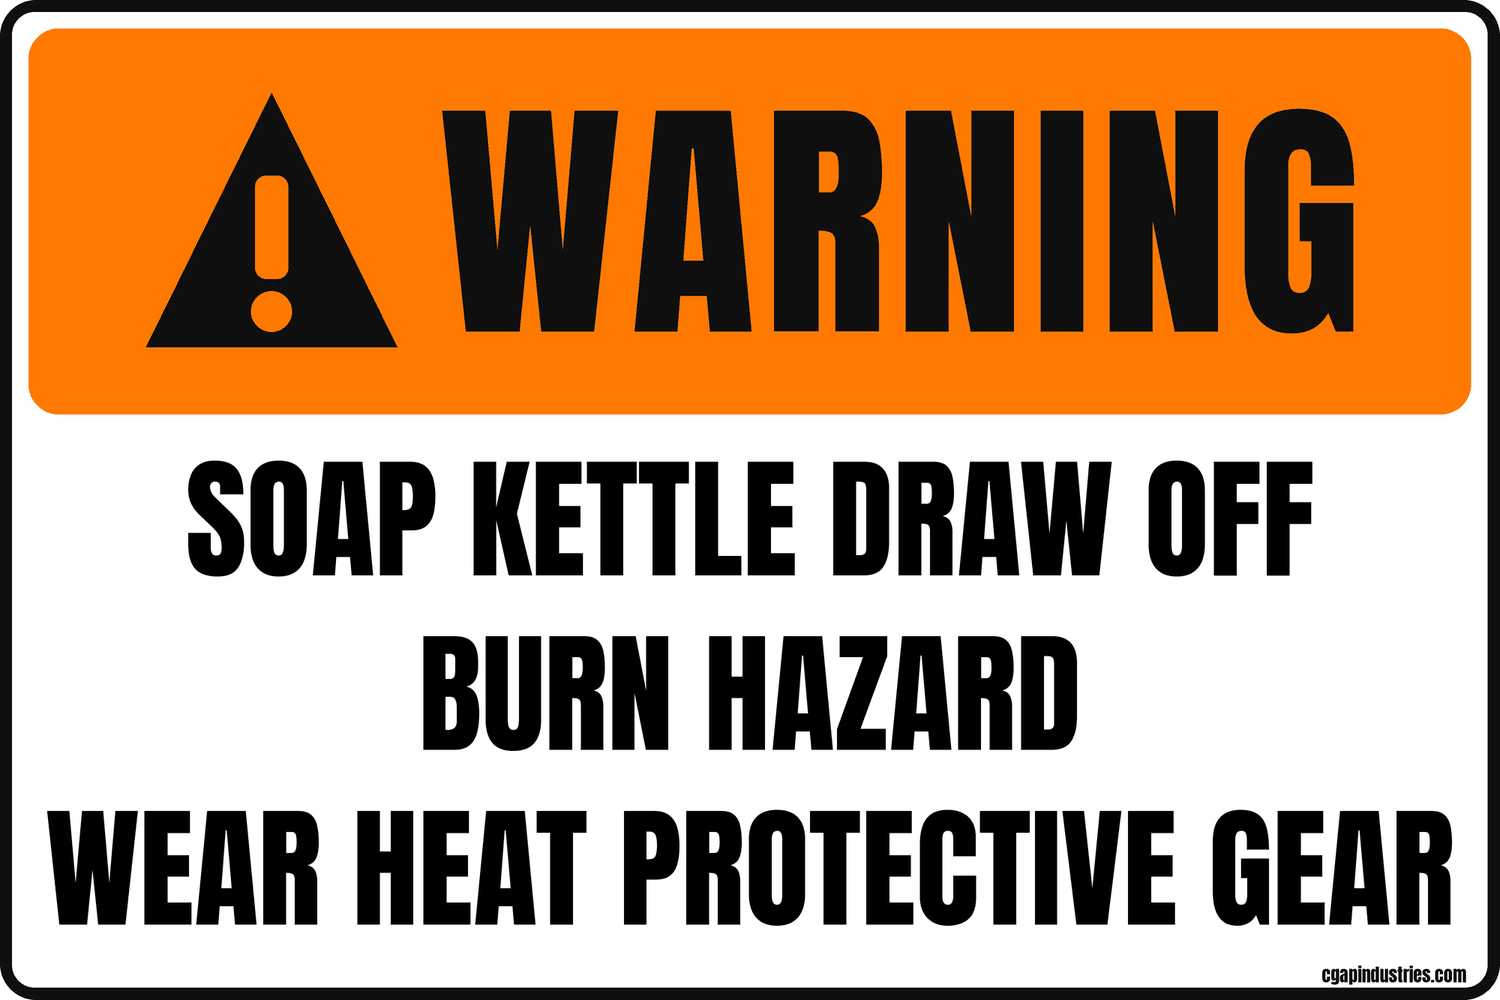 WARNING
SOAP KETTLE DRAW OFF
BURN HAZARD
WEAR HEAT PROTECTIVE GEAR
cgapindustries.com